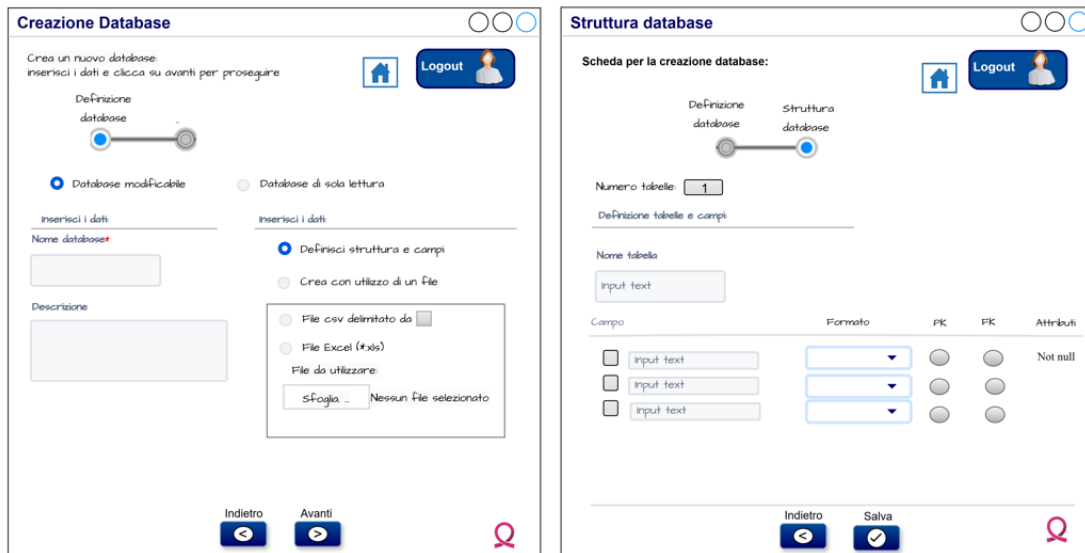 Creazione Database
Crea un nuovo database:
inserisci i dati e clicca su avanti per proseguire
Logout
Definizione
database
Database modificabile
Database di sola lettura
Inserisci i dati:
Inserisci i dati:
Nome database*
Definisci struttura e campi
Crea con utilizzo di un file
Descrizione
File csv delimitato da
File Excel (*.xls)
File da utilizzare:
Sfoglia ...
Nessun file selezionato
Indietro
Avanti
<
>
Struttura database
Scheda per la creazione database:
Logout
Definizione
database
Struttura
database
Numero tabelle: 1
Definizione tabelle e campi:
Nome tabella
Input text
Campo Formato PK FK Attributi
Input text Not null
Input text
Input text
Indietro
Salva
<